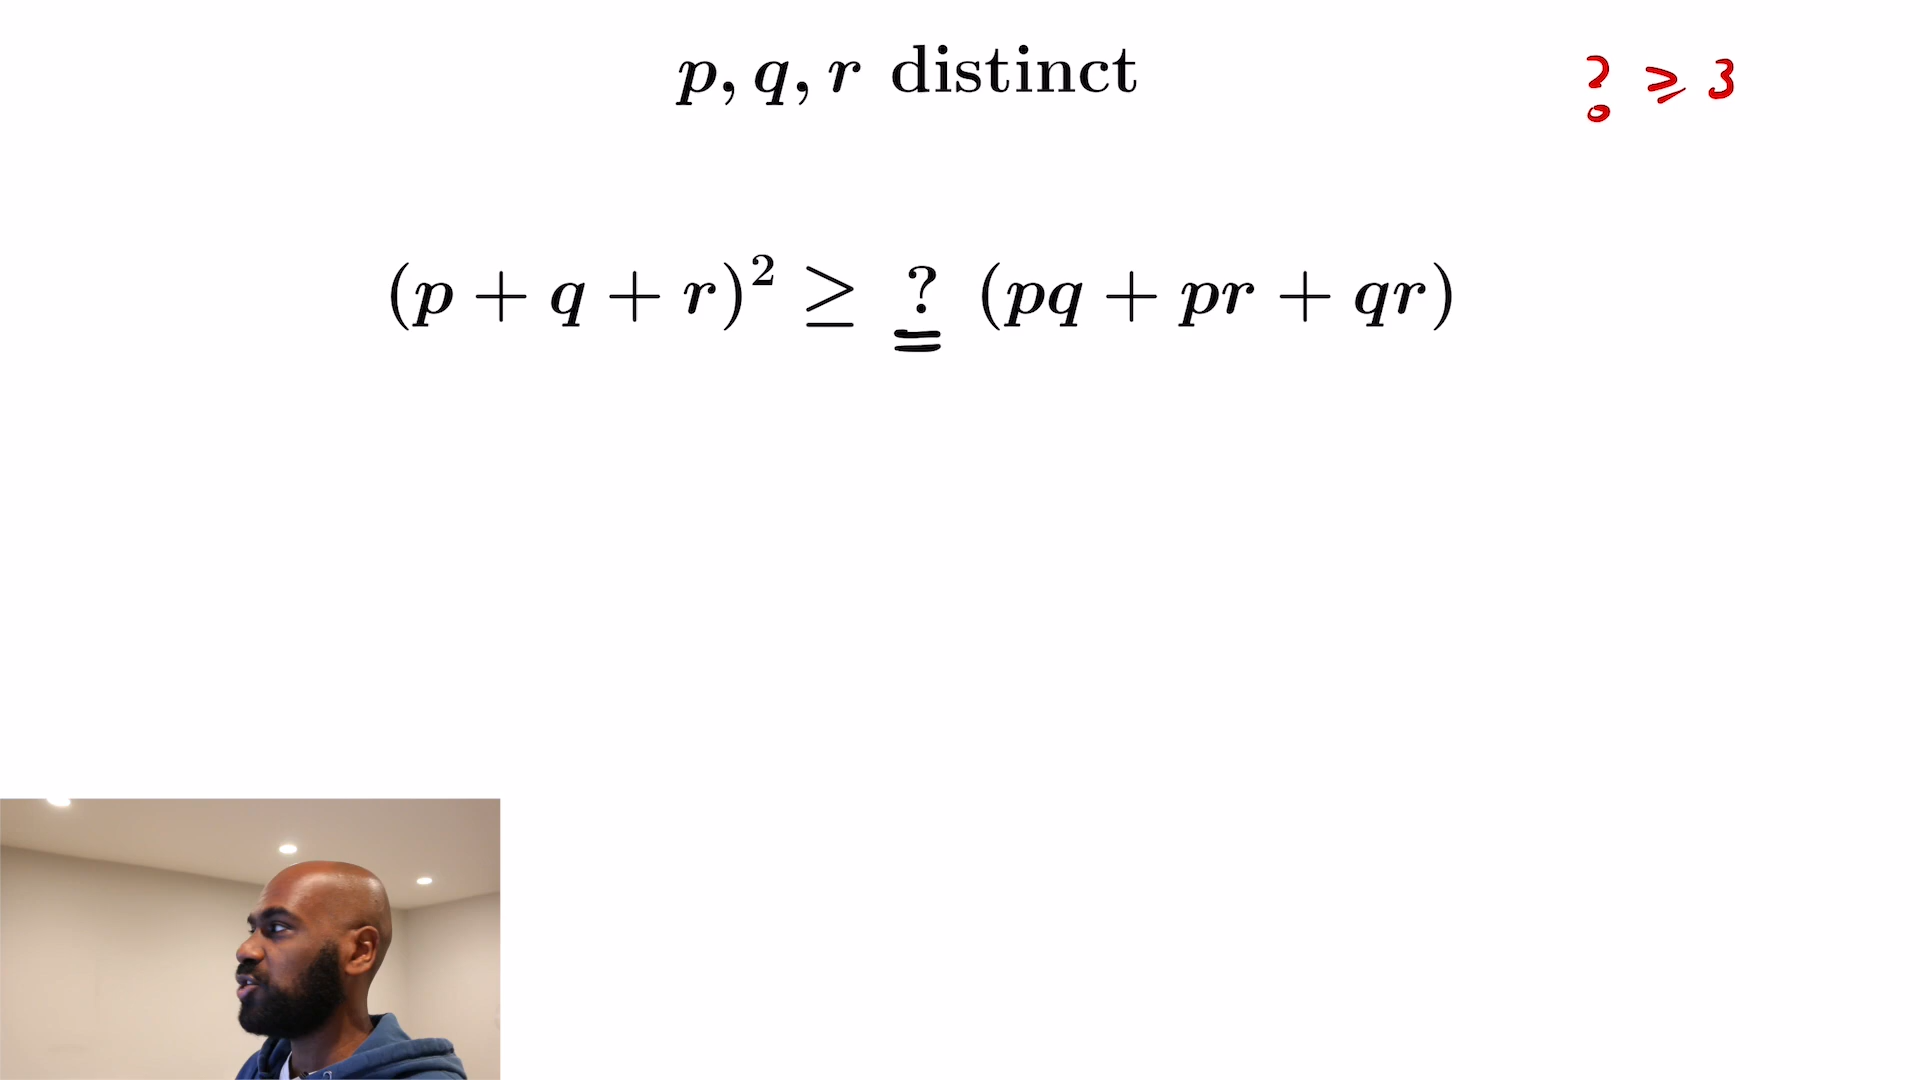 p, q, r distinct
? ⩾ 3
(p + q + r)² ≥ ? (pq + pr + qr)